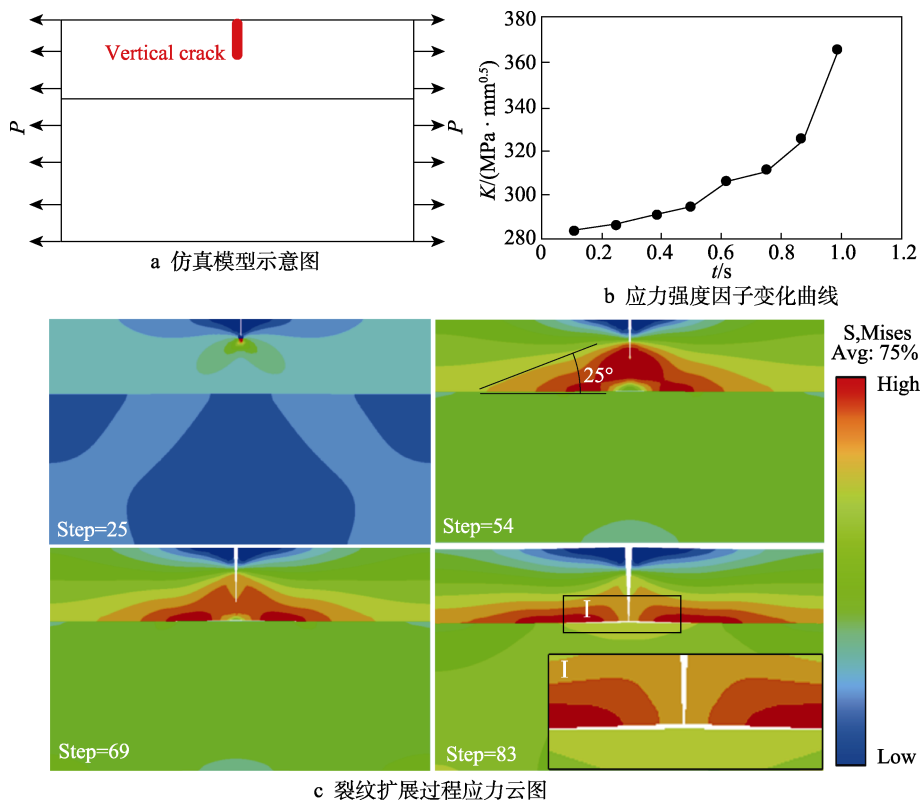 Vertical crack
P
P
a 仿真模型示意图
K/(MPa · mm^0.5)
360
380
340
320
300
280
0
0.2
0.4
0.6
0.8
1.0
1.2
t/s
b 应力强度因子变化曲线
S,Mises
Avg: 75%
High
Low
Step=25
25°
Step=54
Step=69
I
I
Step=83
c 裂纹扩展过程应力云图